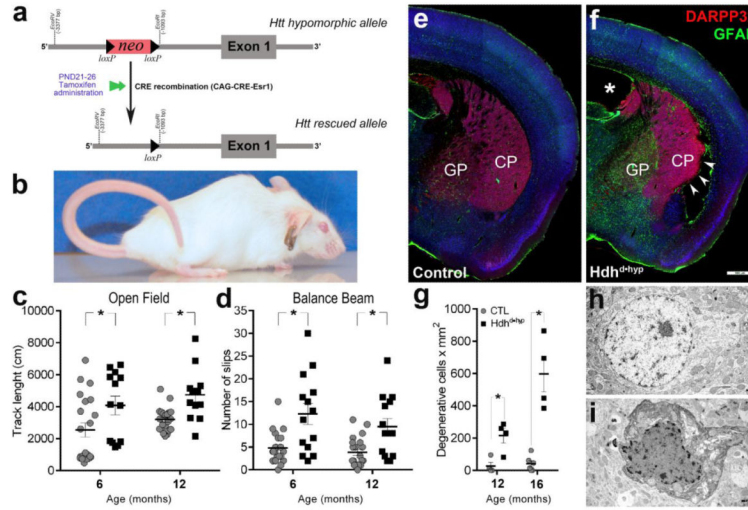 a
Htt hypomorphic allele
EcoRV
(-3377 bp)
EcoRI
(-1093 bp)
5'
neo
Exon 1
3'
loxP
loxP
PND21-26
Tamoxifen
administration
CRE recombination (CAG-CRE-Esr1)
Htt rescued allele
EcoRV
(-3377 bp)
EcoRI
(-1093 bp)
5'
Exon 1
3'
loxP
b
c
Open Field
Track lenght (cm)
10000
8000
6000
4000
2000
0
*
*
6
12
Age (months)
d
Balance Beam
Number of slips
35
30
25
20
15
10
5
0
*
*
6
12
Age (months)
e
GP
CP
Control
f
DARPP3
GFAP
*
GP
CP
Hdhd•hyp
g
CTL
Hdhd•hyp
Degenerative cells x mm2
1000
800
600
400
200
0
*
*
12
16
Age (months)
h
i